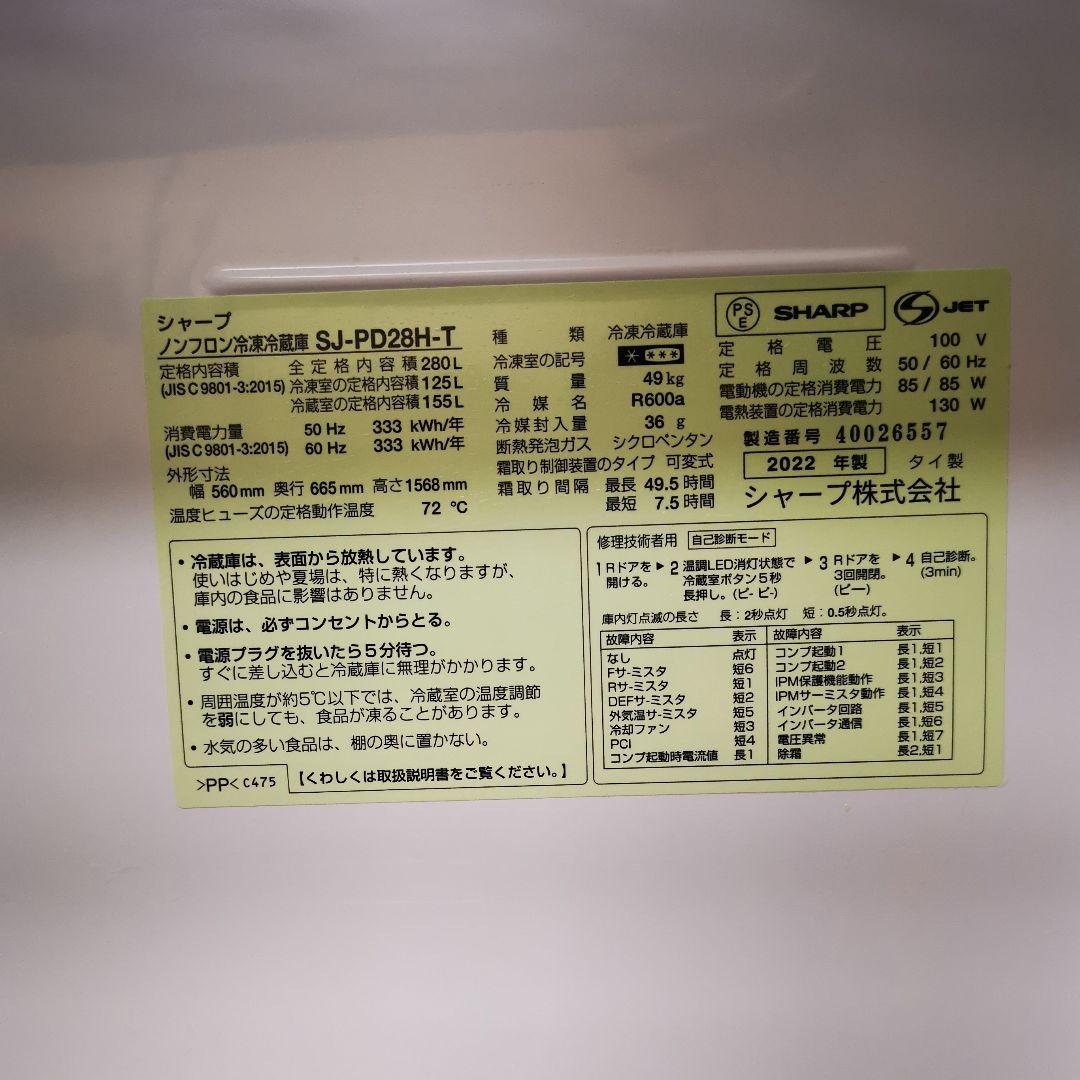 シャープ
ノンフロン冷凍冷蔵庫 SJ-PD28H-T
定格内容積 全定格内容積 280L
(JIS C 9801-3:2015) 冷凍室の定格内容積 125L
冷蔵室の定格内容積 155L
消費電力量 50 Hz 333 kWh/年
(JIS C 9801-3:2015) 60 Hz 333 kWh/年
外形寸法
幅 560mm 奥行 665mm 高さ 1568mm
温度ヒューズの定格動作温度 72 ℃
種類 冷凍冷蔵庫
冷凍室の記号 * ***
質量 49kg
冷媒名 R600a
冷媒封入量 36 g
断熱発泡ガス シクロペンタン
霜取り制御装置のタイプ 可変式
霜取り間隔 最長 49.5 時間
最短 7.5 時間
PSE SHARP JET
定格電圧 100 V
定格周波数 50 / 60 Hz
電動機の定格消費電力 85 / 85 W
電熱装置の定格消費電力 130 W
製造番号 40026557
2022 年製 タイ製
シャープ株式会社
・冷蔵庫は、表面から放熱しています。
使いはじめや夏場は、特に熱くなりますが、
庫内の食品に影響はありません。
・電源は、必ずコンセントからとる。
・電源プラグを抜いたら5分待つ。
すぐに差し込むと冷蔵庫に無理がかかります。
・周囲温度が約5℃以下では、冷蔵室の温度調節
を弱にしても、食品が凍ることがあります。
・水気の多い食品は、棚の奥に置かない。
>PP< C475 【くわしくは取扱説明書をご覧ください。】
修理技術者用 自己診断モード
1 Rドアを開ける。 ▶ 2 温調LED消灯状態で冷蔵室ボタン5秒長押し。(ピ- ピ-) ▶ 3 Rドアを3回開閉。(ピー) ▶ 4 自己診断。(3min)
庫内灯点滅の長さ 長：2秒点灯 短：0.5秒点灯。
故障内容 表示 故障内容 表示
なし 点灯 コンプ起動1 長1,短1
Fサ-ミスタ 短6 コンプ起動2 長1,短2
Rサ-ミスタ 短1 IPM保護機能動作 長1,短3
DEFサ-ミスタ 短2 IPMサーミスタ動作 長1,短4
外気温サ-ミスタ 短5 インバータ回路 長1,短5
冷却ファン 短3 インバータ通信 長1,短6
PCI 短4 電圧異常 長1,短7
コンプ起動時電流値 長1 除霜 長2,短1